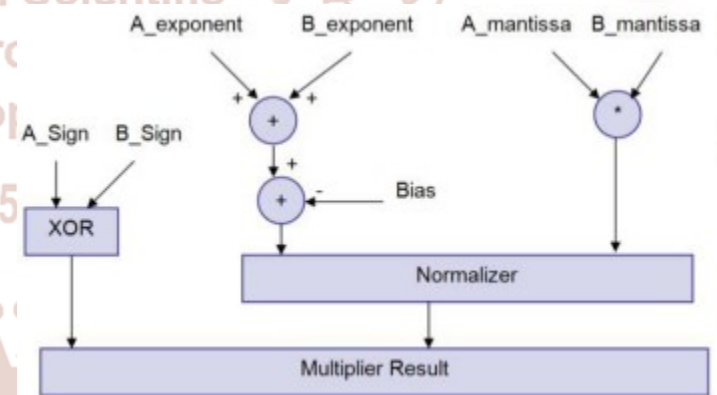 A_exponent B_exponent A_mantissa B_mantissa
+ +
+ *
A_Sign B_Sign
+
+ - Bias
XOR
Normalizer
Multiplier Result